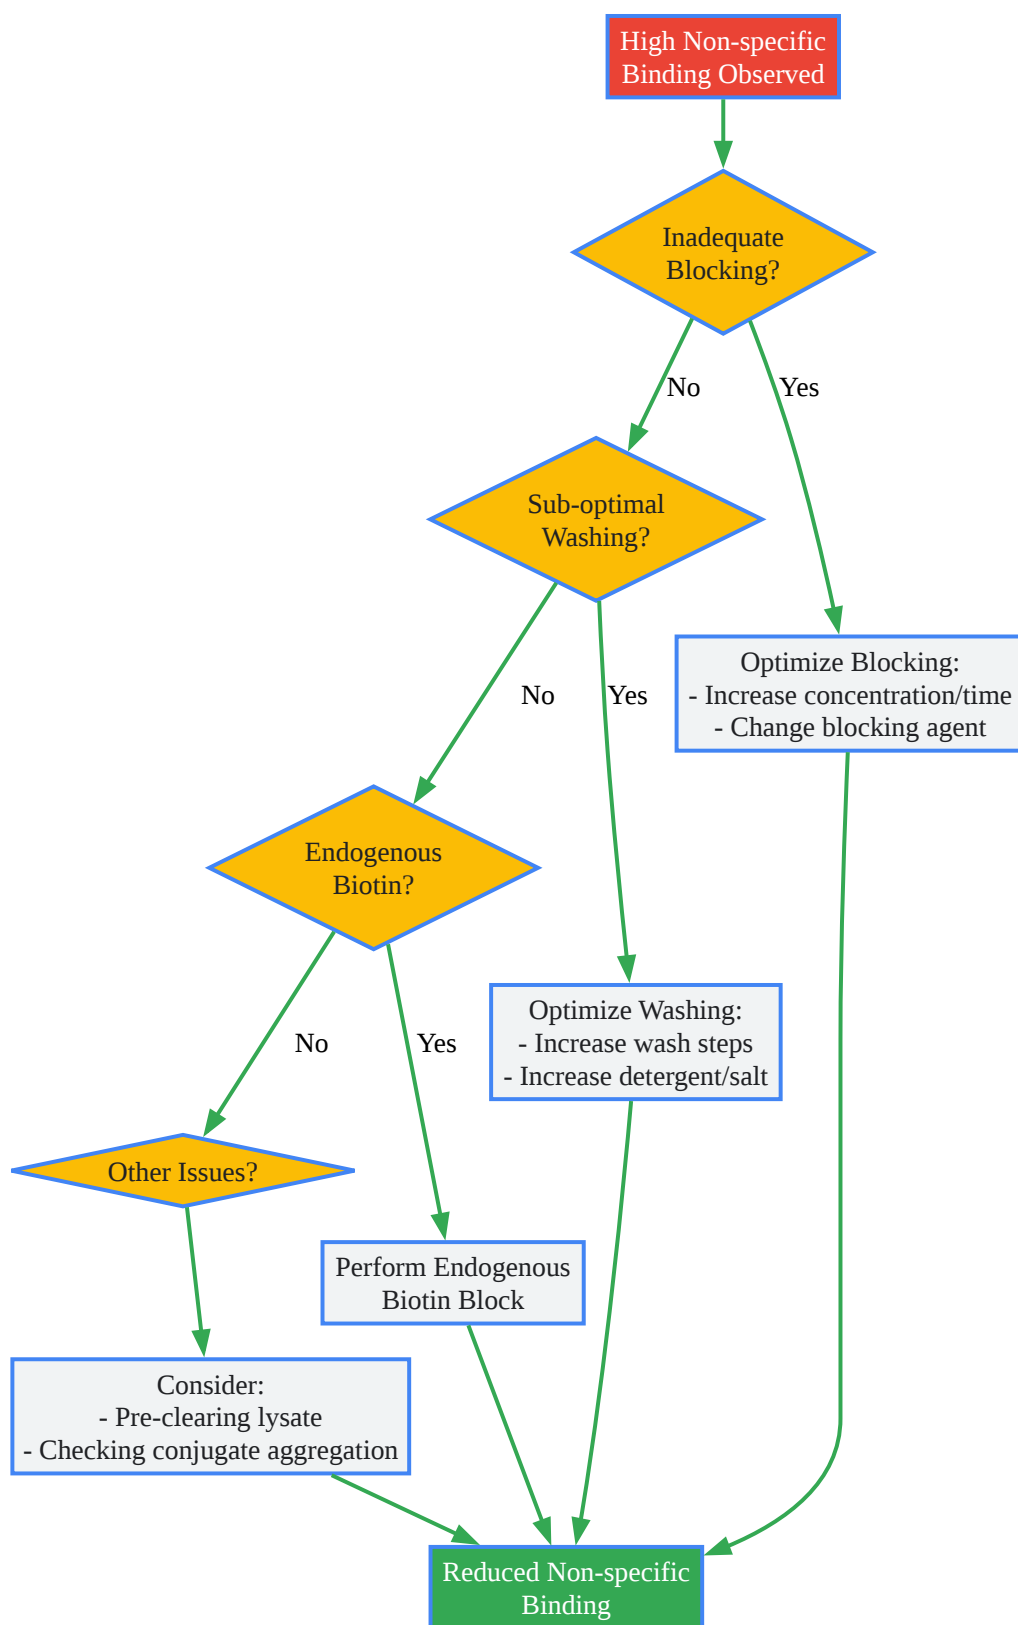 High Non-specific
Binding Observed
Inadequate
Blocking?
No
Yes
Sub-optimal
Washing?
No
Yes
Optimize Blocking:
- Increase concentration/time
- Change blocking agent
Endogenous
Biotin?
No
Yes
Optimize Washing:
- Increase wash steps
- Increase detergent/salt
Other Issues?
Perform Endogenous
Biotin Block
Consider:
- Pre-clearing lysate
- Checking conjugate aggregation
Reduced Non-specific
Binding